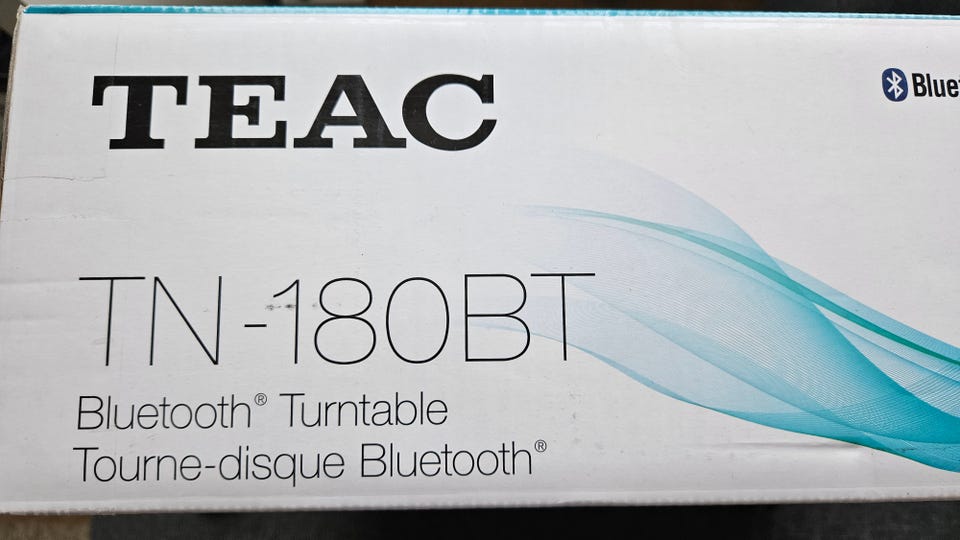 TEAC
TN-180BT
Bluetooth® Turntable
Tourne-disque Bluetooth®